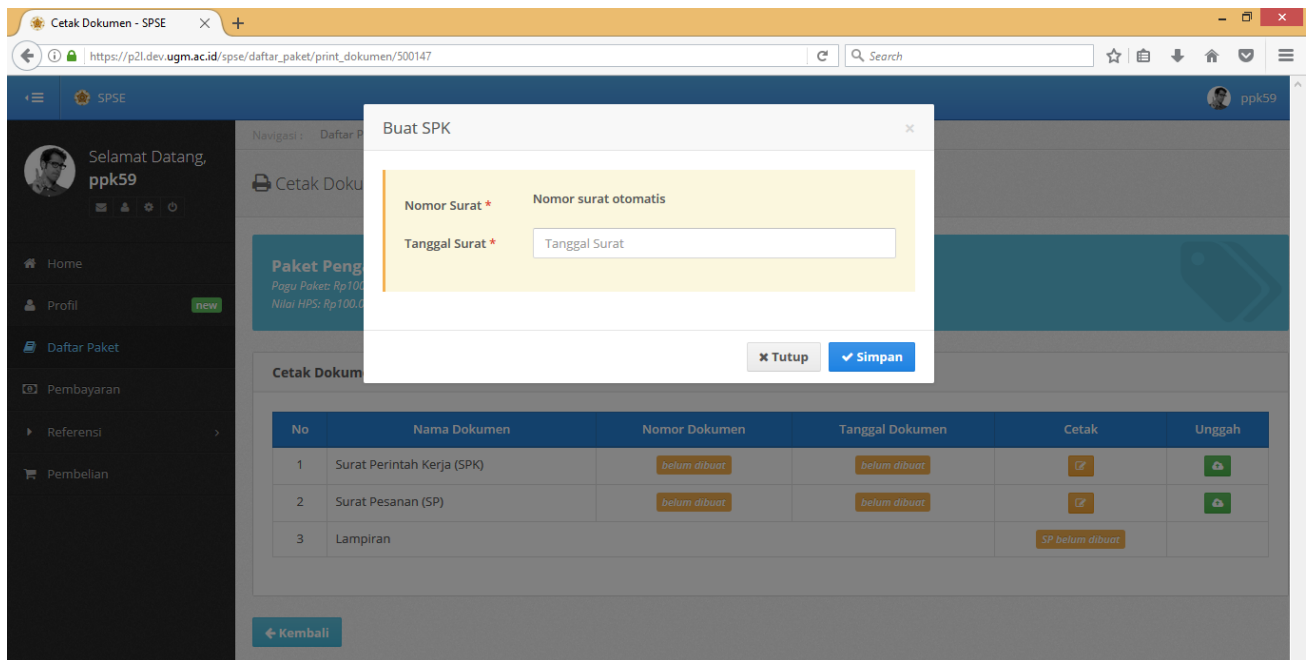 Cetak Dokumen - SPSE
https://p2l.dev.ugm.ac.id/spse/daftar_paket/print_dokumen/500147
Search
SPSE
ppk59
Selamat Datang,
ppk59
Home
Profil
new
Daftar Paket
Pembayaran
Referensi
Pembelian
Navigasi :
Daftar P
Cetak Doku
Paket Peng
Pagu Paket: Rp100
Nilai HPS: Rp100.0
Buat SPK
×
Nomor Surat *
Nomor surat otomatis
Tanggal Surat *
Tanggal Surat
Tutup
Simpan
Cetak Dokum
No Nama Dokumen Nomor Dokumen Tanggal Dokumen Cetak Unggah
1 Surat Perintah Kerja (SPK) belum dibuat belum dibuat
2 Surat Pesanan (SP) belum dibuat belum dibuat
3 Lampiran SP belum dibuat
Kembali